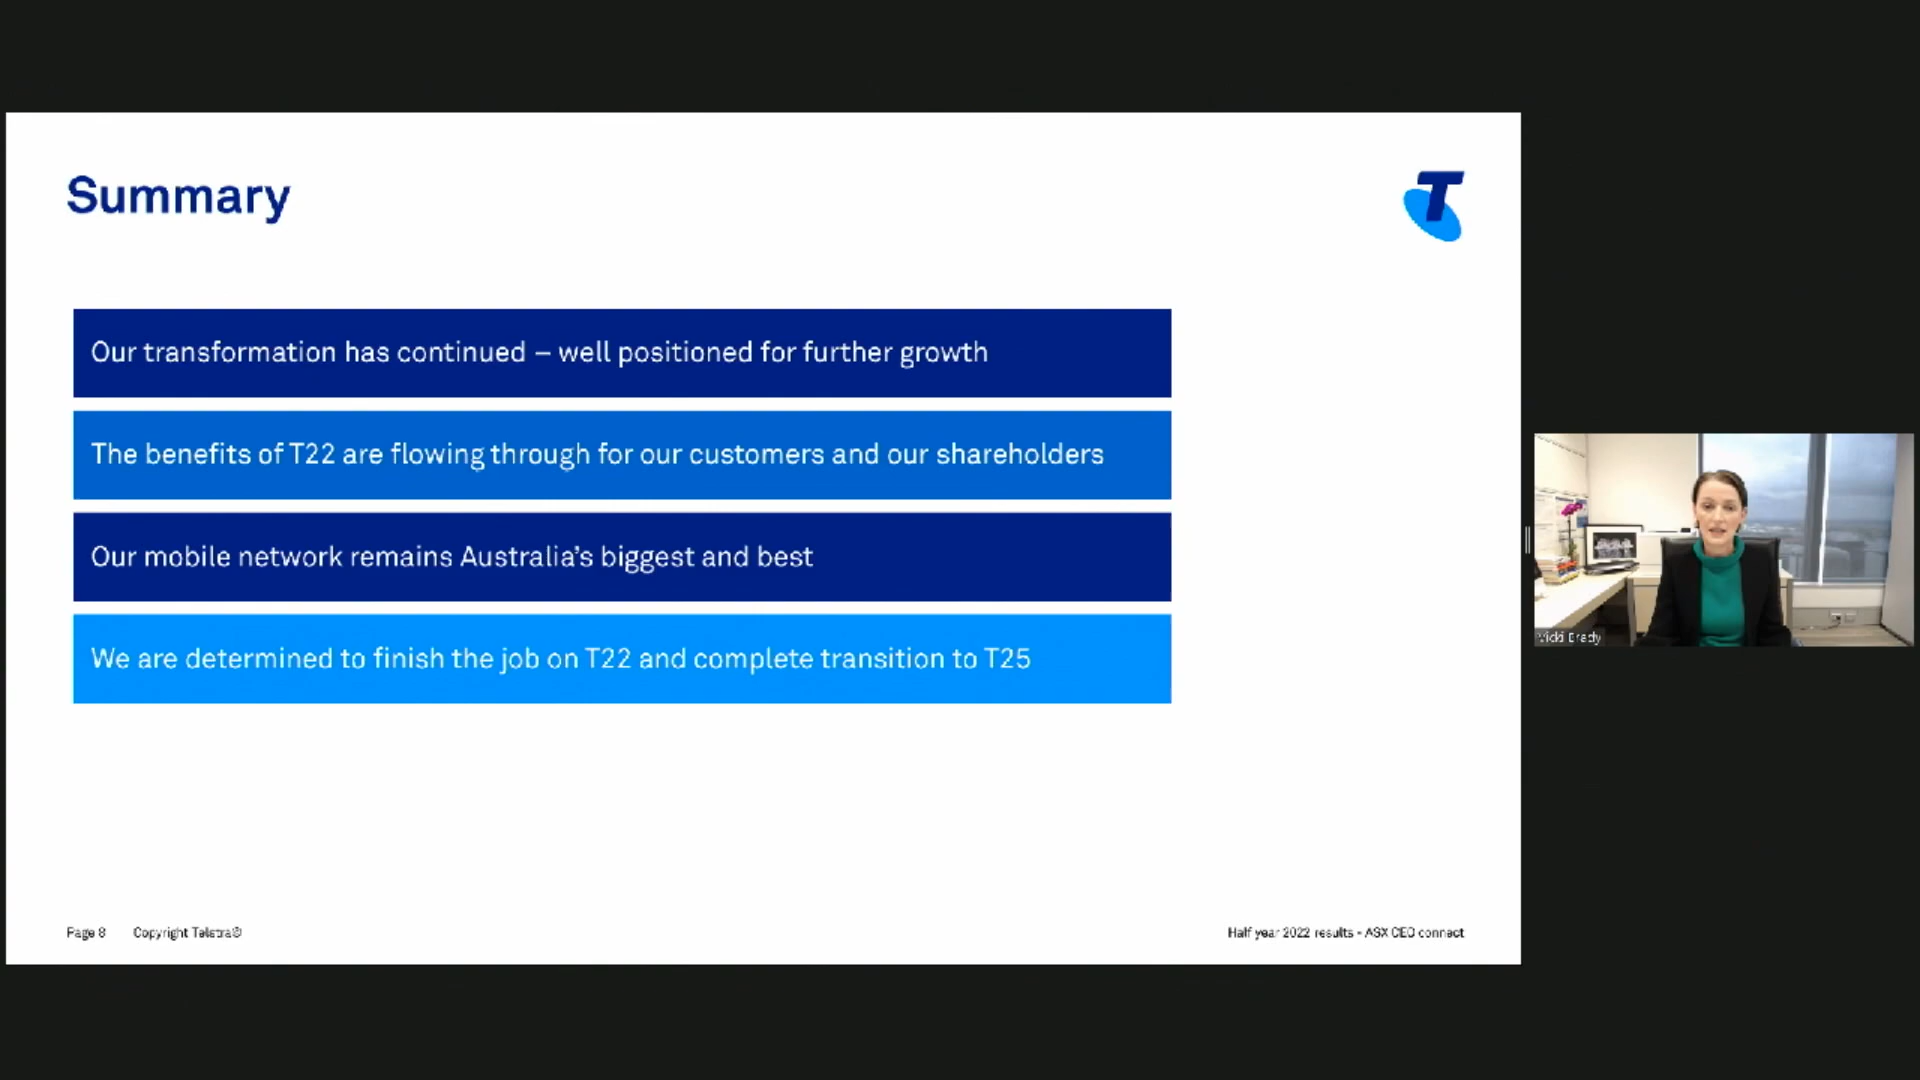 Summary
Our transformation has continued – well positioned for further growth
The benefits of T22 are flowing through for our customers and our shareholders
Our mobile network remains Australia's biggest and best
We are determined to finish the job on T22 and complete transition to T25
Page 8 Copyright Telstra© Half year 2022 results - ASX CEO connect
Vicki Brady